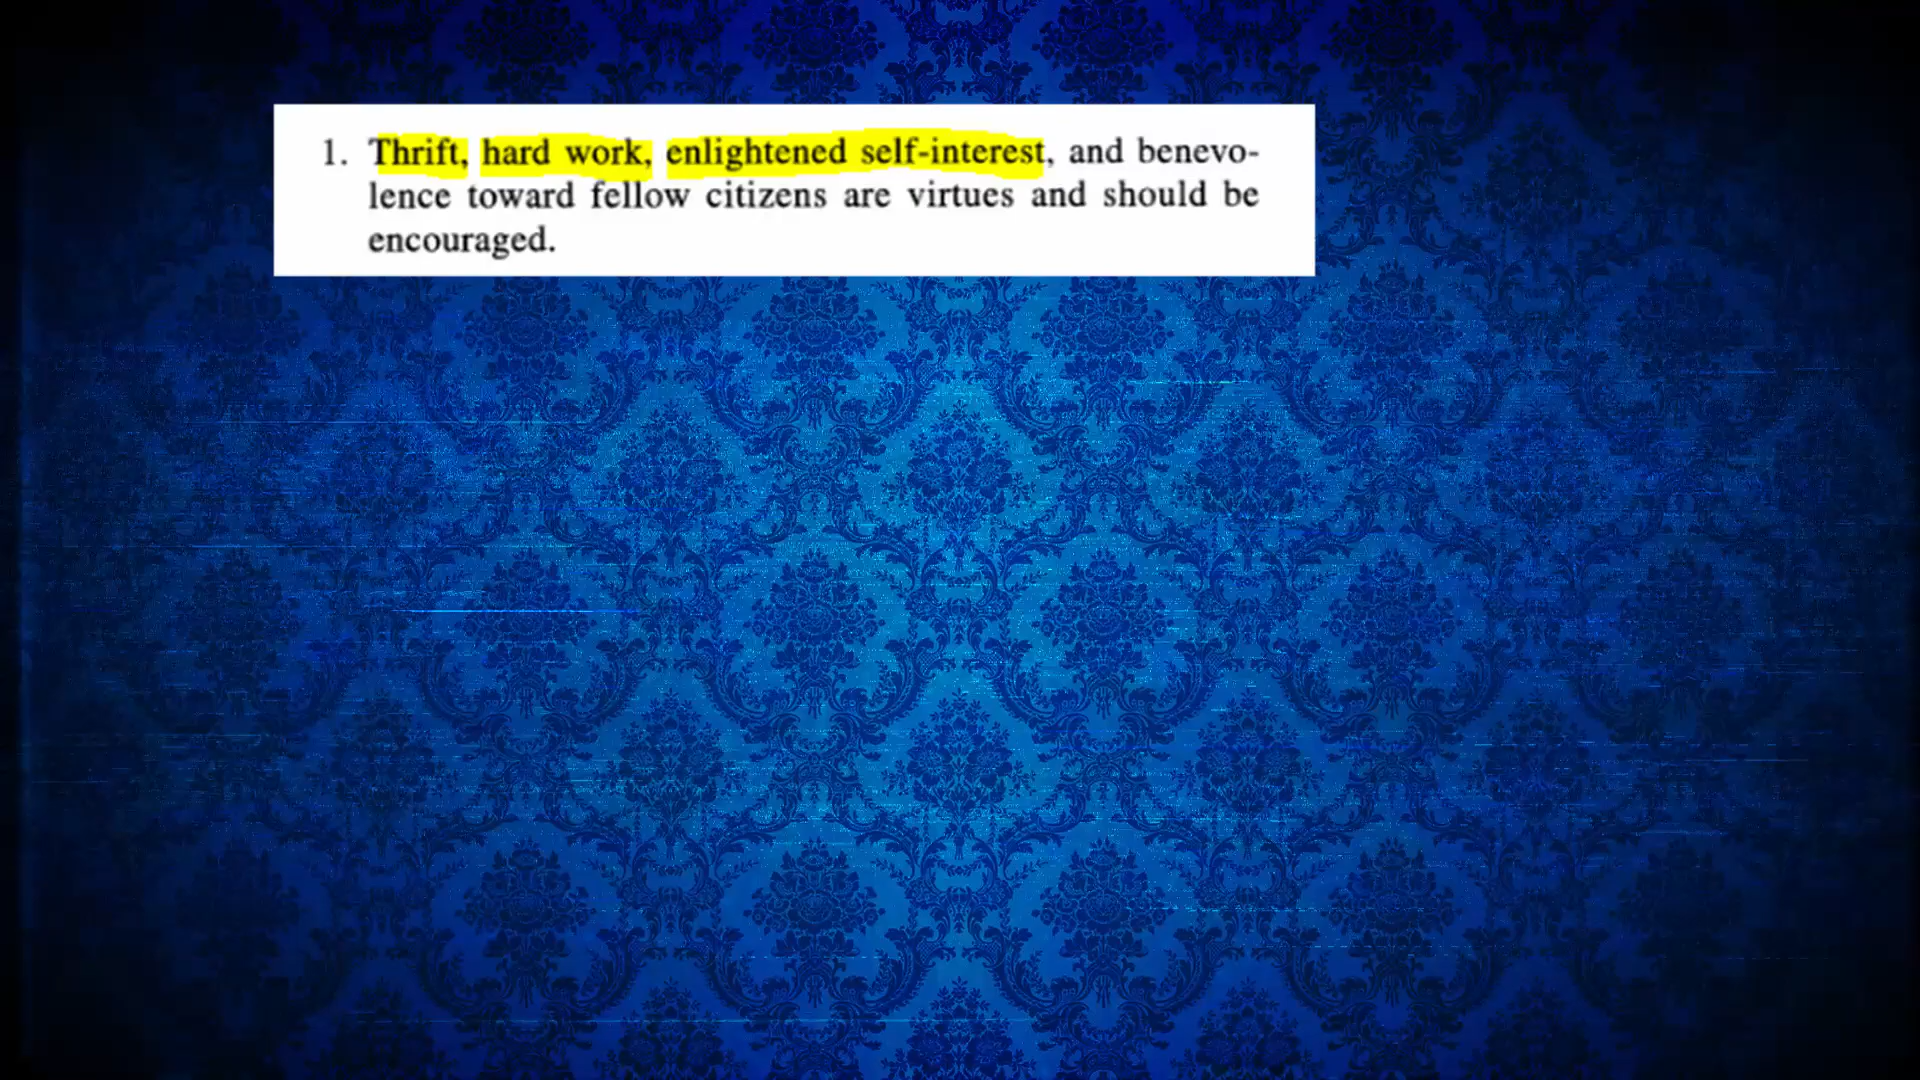 1. Thrift, hard work, enlightened self-interest, and benevo-
lence toward fellow citizens are virtues and should be
encouraged.